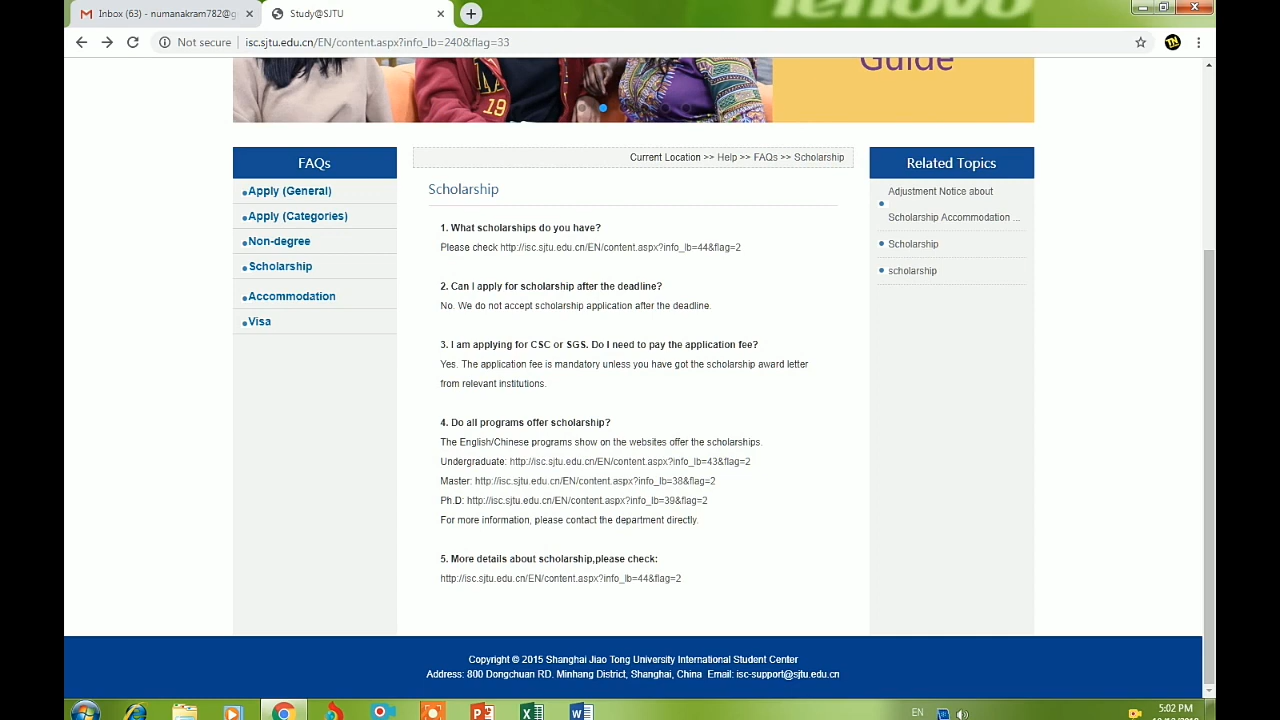 lenovo
Inbox (63) - numanakram782@g
Study@SJTU
Not secure
isc.sjtu.edu.cn/EN/content.aspx?info_lb=240&flag=33
TN
Guide
19
FAQs
Apply (General)
Apply (Categories)
Non-degree
Scholarship
Accommodation
Visa
Current Location >> Help >> FAQs >> Scholarship
Scholarship
1. What scholarships do you have?
Please check http://isc.sjtu.edu.cn/EN/content.aspx?info_lb=44&flag=2
2. Can I apply for scholarship after the deadline?
No. We do not accept scholarship application after the deadline.
3. I am applying for CSC or SGS. Do I need to pay the application fee?
Yes. The application fee is mandatory unless you have got the scholarship award letter
from relevant institutions.
4. Do all programs offer scholarship?
The English/Chinese programs show on the websites offer the scholarships.
Undergraduate: http://isc.sjtu.edu.cn/EN/content.aspx?info_lb=43&flag=2
Master: http://isc.sjtu.edu.cn/EN/content.aspx?info_lb=38&flag=2
Ph.D: http://isc.sjtu.edu.cn/EN/content.aspx?info_lb=39&flag=2
For more information, please contact the department directly.
5. More details about scholarship,please check:
http://isc.sjtu.edu.cn/EN/content.aspx?info_lb=44&flag=2
Related Topics
Adjustment Notice about
Scholarship Accommodation ...
Scholarship
scholarship
Copyright © 2015 Shanghai Jiao Tong University International Student Center
Address: 800 Dongchuan RD. Minhang District, Shanghai, China Email: isc-support@sjtu.edu.cn
EN
5:02 PM